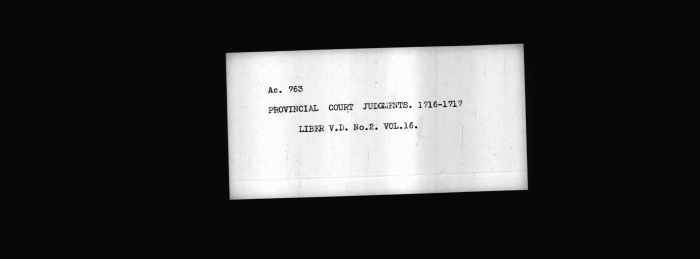 Ac. 763
PROVINCIAL COURT JUDGMENTS. 1716-1717
LIBER V.D. No.2. VOL.16.